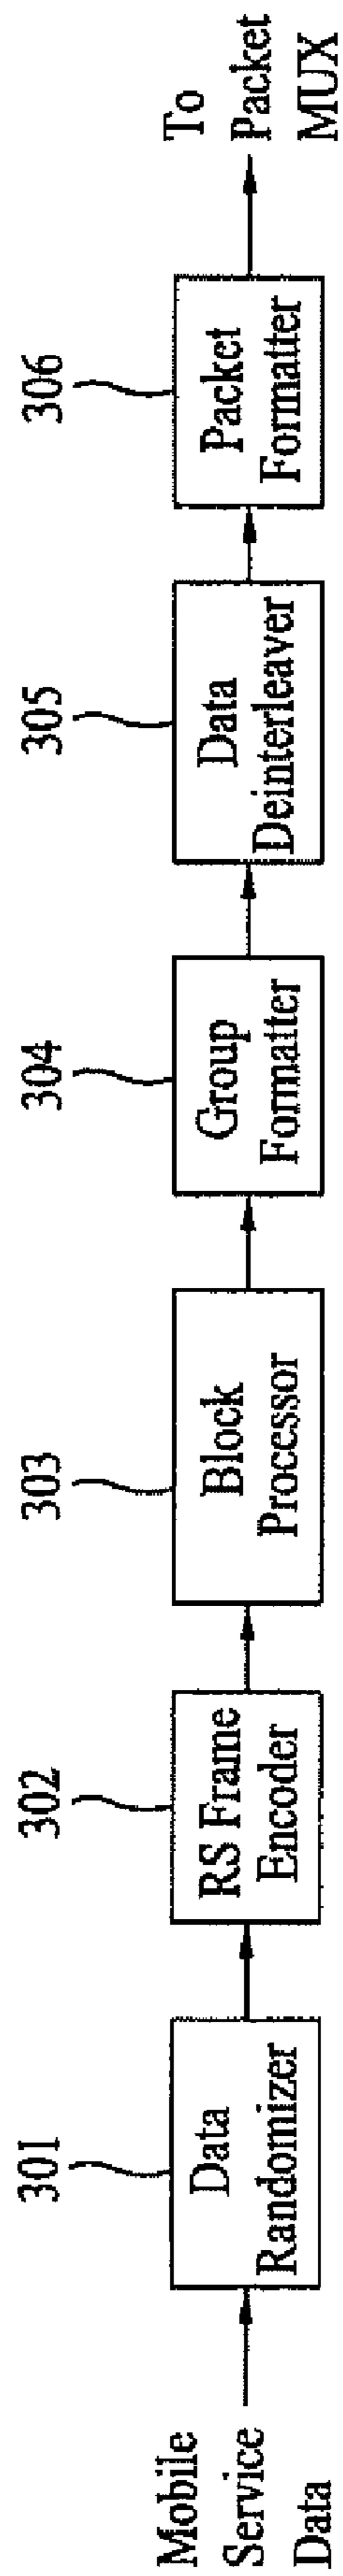 301
302
303
304
305
306
Mobile
Service
Data
Data
Randomizer
RS Frame
Encoder
Block
Processor
Group
Formatter
Data
Deinterleaver
Packet
Formatter
To
Packet
MUX